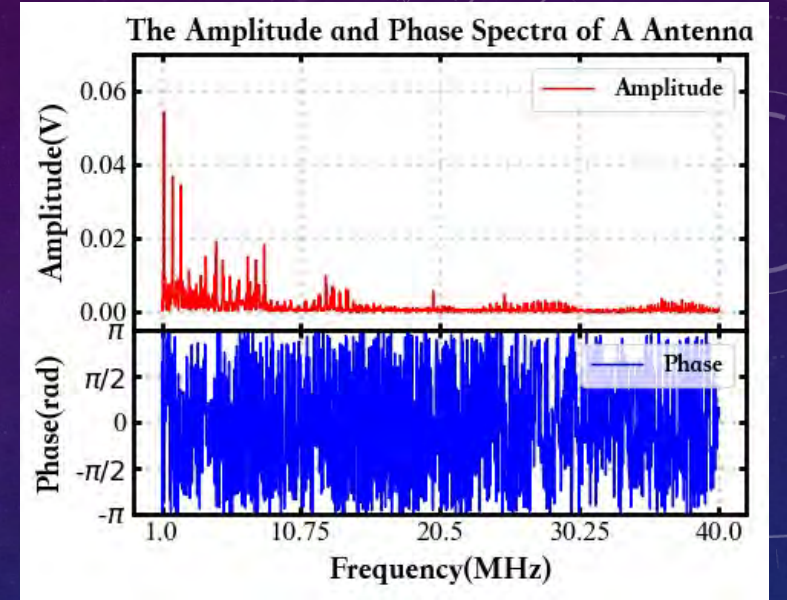 The Amplitude and Phase Spectra of A Antenna
Amplitude(V)
0.06
0.04
0.02
0.00
Amplitude
Phase(rad)
π
π/2
0
-π/2
-π
Phase
1.0 10.75 20.5 30.25 40.0
Frequency(MHz)